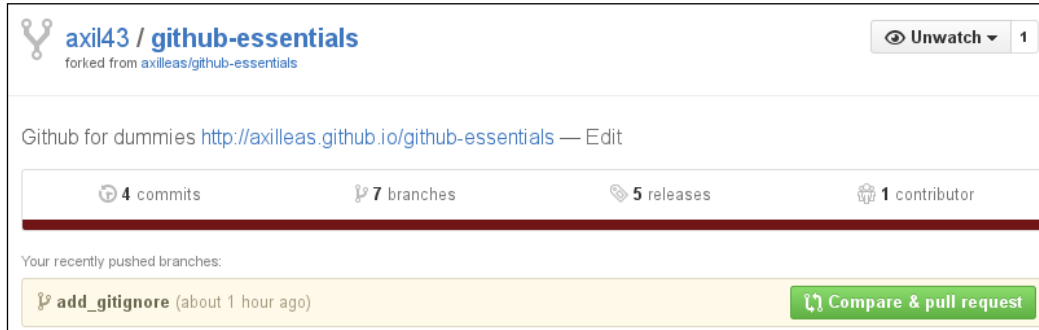 axil43 / github-essentials
Unwatch 1
forked from axilleas/github-essentials
Github for dummies http://axilleas.github.io/github-essentials — Edit
4 commits 7 branches 5 releases 1 contributor
Your recently pushed branches:
add_gitignore (about 1 hour ago) Compare & pull request